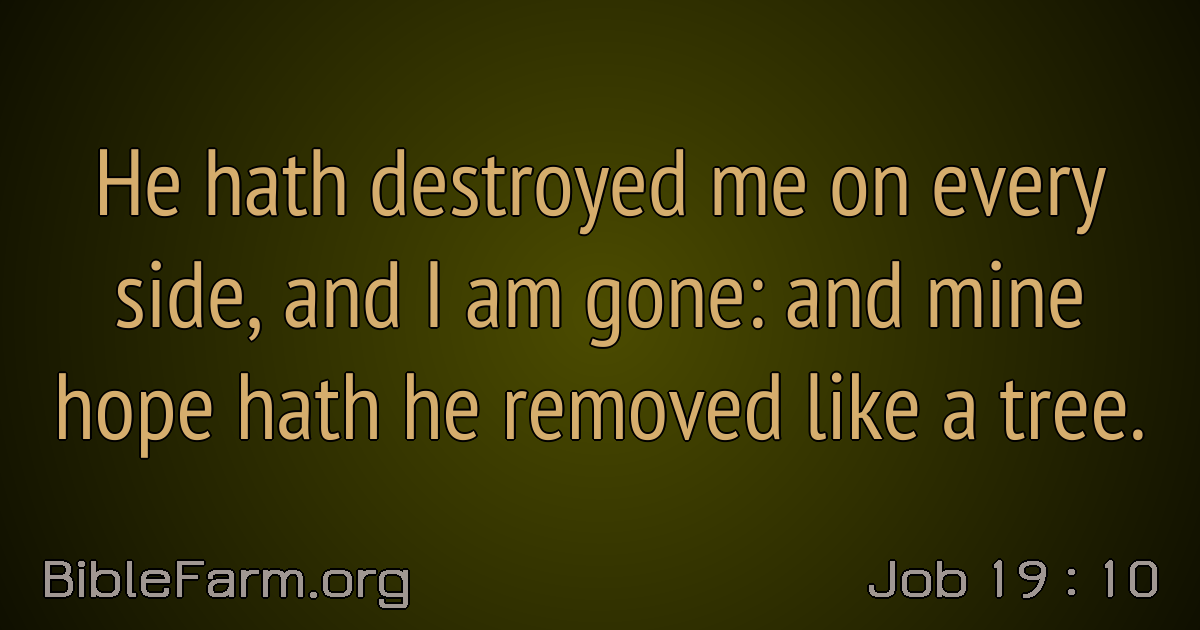 He hath destroyed me on every
side, and I am gone: and mine
hope hath he removed like a tree.
BibleFarm.org
Job 19 : 10